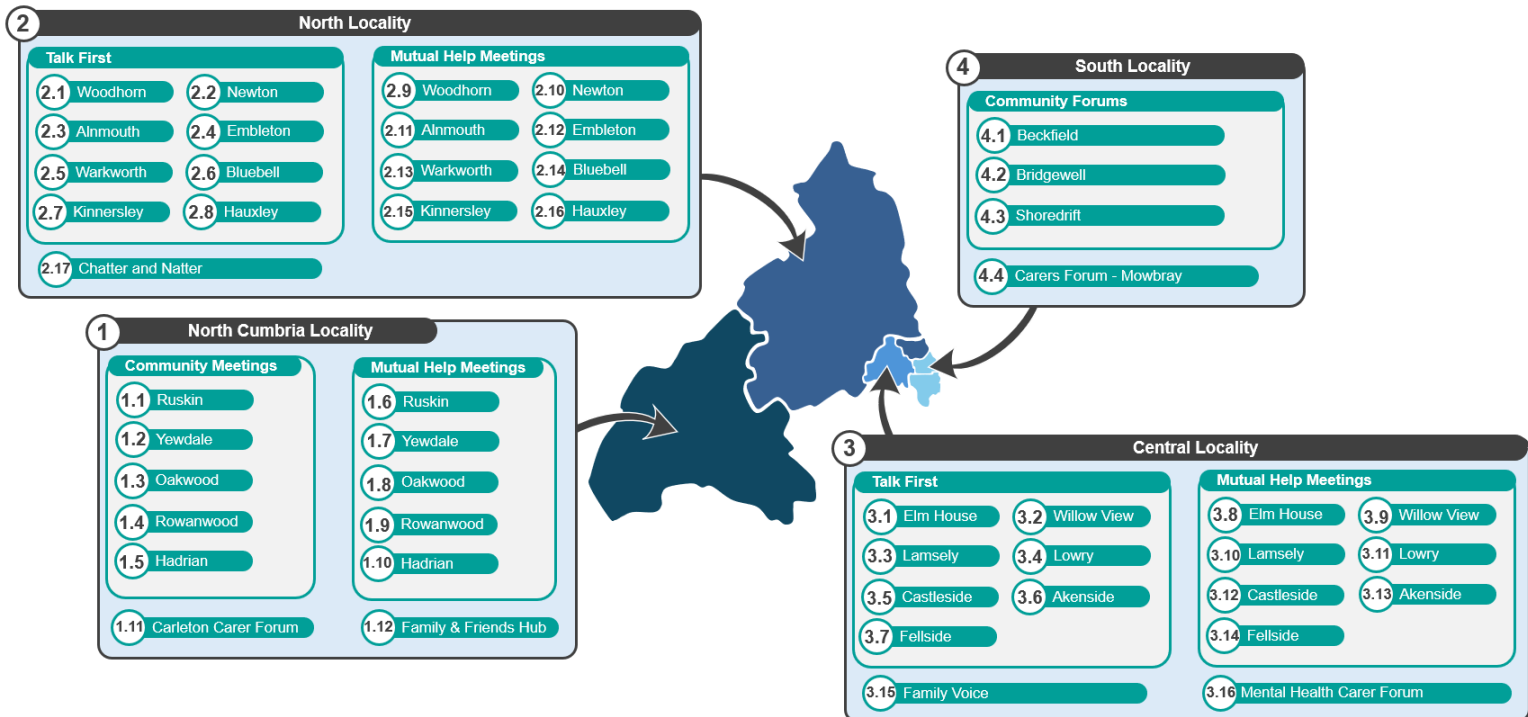 2 North Locality
Talk First
2.1 Woodhorn 2.2 Newton
2.3 Alnmouth 2.4 Embleton
2.5 Warkworth 2.6 Bluebell
2.7 Kinnersley 2.8 Hauxley
Mutual Help Meetings
2.9 Woodhorn 2.10 Newton
2.11 Alnmouth 2.12 Embleton
2.13 Warkworth 2.14 Bluebell
2.15 Kinnersley 2.16 Hauxley
2.17 Chatter and Natter
4 South Locality
Community Forums
4.1 Beckfield
4.2 Bridgewell
4.3 Shoredrift
4.4 Carers Forum - Mowbray
1 North Cumbria Locality
Community Meetings
1.1 Ruskin
1.2 Yewdale
1.3 Oakwood
1.4 Rowanwood
1.5 Hadrian
Mutual Help Meetings
1.6 Ruskin
1.7 Yewdale
1.8 Oakwood
1.9 Rowanwood
1.10 Hadrian
1.11 Carleton Carer Forum
1.12 Family & Friends Hub
3 Central Locality
Talk First
3.1 Elm House 3.2 Willow View
3.3 Lamsely 3.4 Lowry
3.5 Castleside 3.6 Akenside
3.7 Fellside
Mutual Help Meetings
3.8 Elm House 3.9 Willow View
3.10 Lamsely 3.11 Lowry
3.12 Castleside 3.13 Akenside
3.14 Fellside
3.15 Family Voice
3.16 Mental Health Carer Forum